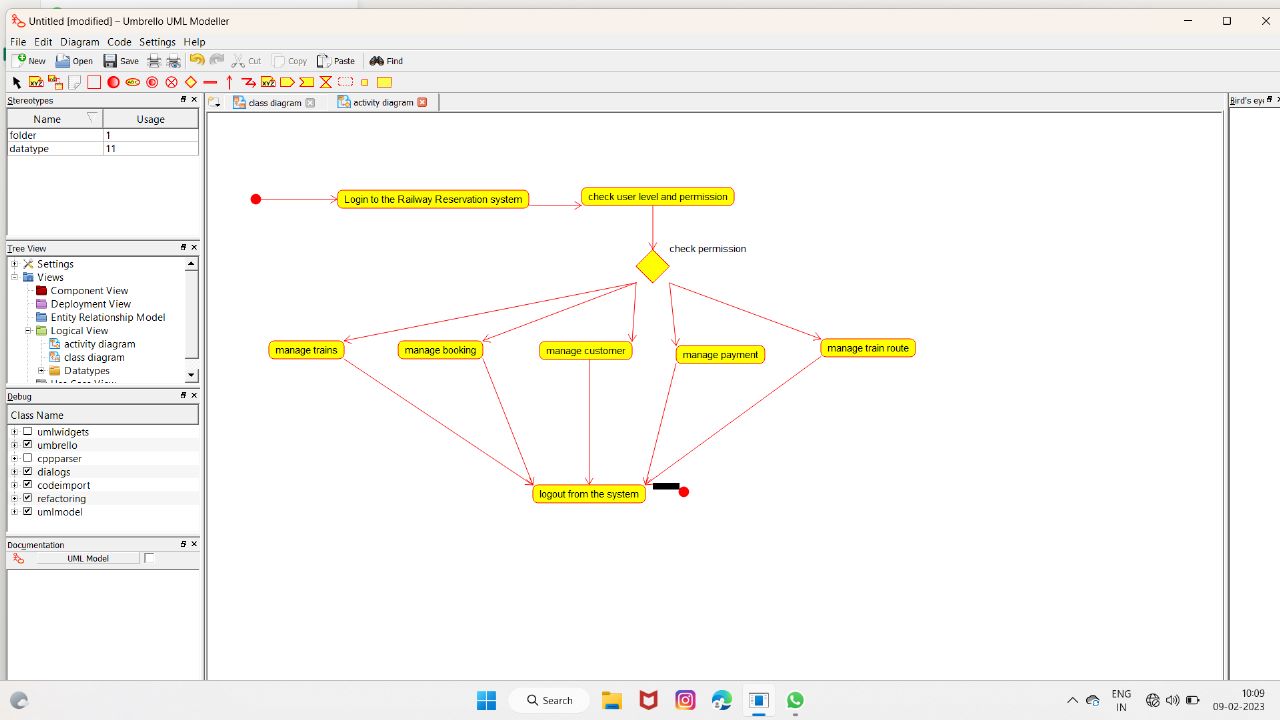 Untitled [modified] – Umbrello UML Modeller
File Edit Diagram Code Settings Help
New Open Save Cut Copy Paste Find
Stereotypes
Name Usage
folder 1
datatype 11
class diagram activity diagram
Bird's ey
Login to the Railway Reservation system
check user level and permission
check permission
manage trains
manage booking
manage customer
manage payment
manage train route
logout from the system
Tree View
Settings
Views
Component View
Deployment View
Entity Relationship Model
Logical View
activity diagram
class diagram
Datatypes
Debug
Class Name
umlwidgets
umbrello
cppparser
dialogs
codeimport
refactoring
umlmodel
Documentation
UML Model
Search
ENG
IN
10:09
09-02-2023